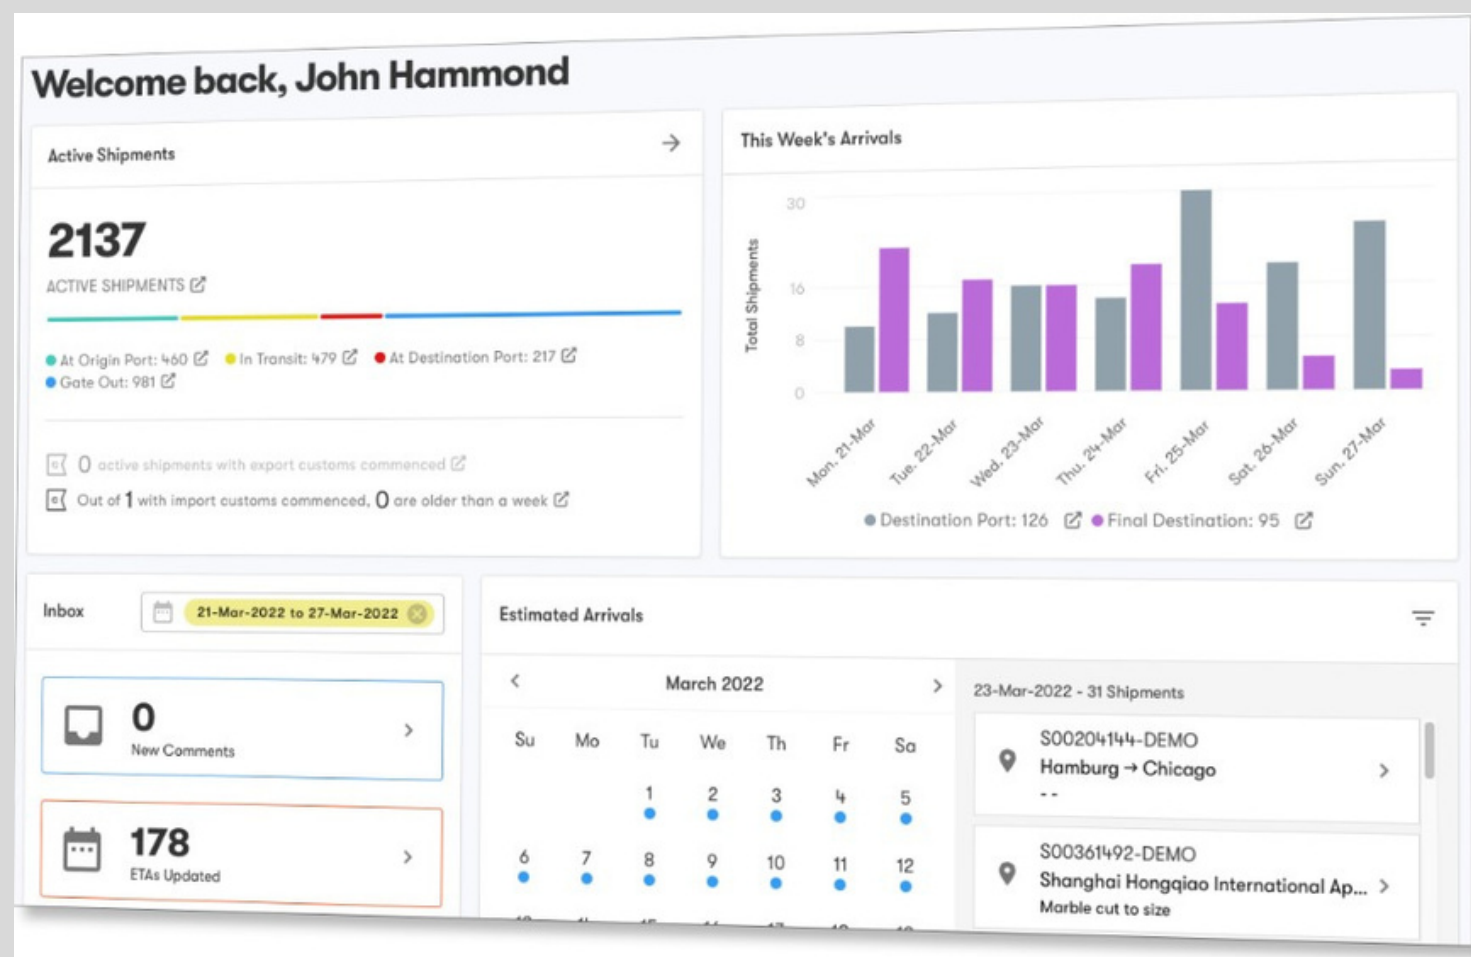 Welcome back, John Hammond
Active Shipments
2137
ACTIVE SHIPMENTS
At Origin Port: 460 In Transit: 479 At Destination Port: 217
Gate Out: 981
0 active shipments with export customs commenced
Out of 1 with import customs commenced, 0 are older than a week
This Week's Arrivals
Total Shipments
30
16
8
0
Mon. 21-Mar Tue. 22-Mar Wed. 23-Mar Thu. 24-Mar Fri. 25-Mar Sat. 26-Mar Sun. 27-Mar
Destination Port: 126 Final Destination: 95
Inbox 21-Mar-2022 to 27-Mar-2022
0
New Comments
178
ETAs Updated
Estimated Arrivals
March 2022
Su Mo Tu We Th Fr Sa
1 2 3 4 5
6 7 8 9 10 11 12
23-Mar-2022 - 31 Shipments
S00204144-DEMO
Hamburg → Chicago
--
S00361492-DEMO
Shanghai Hongqiao International Ap...
Marble cut to size